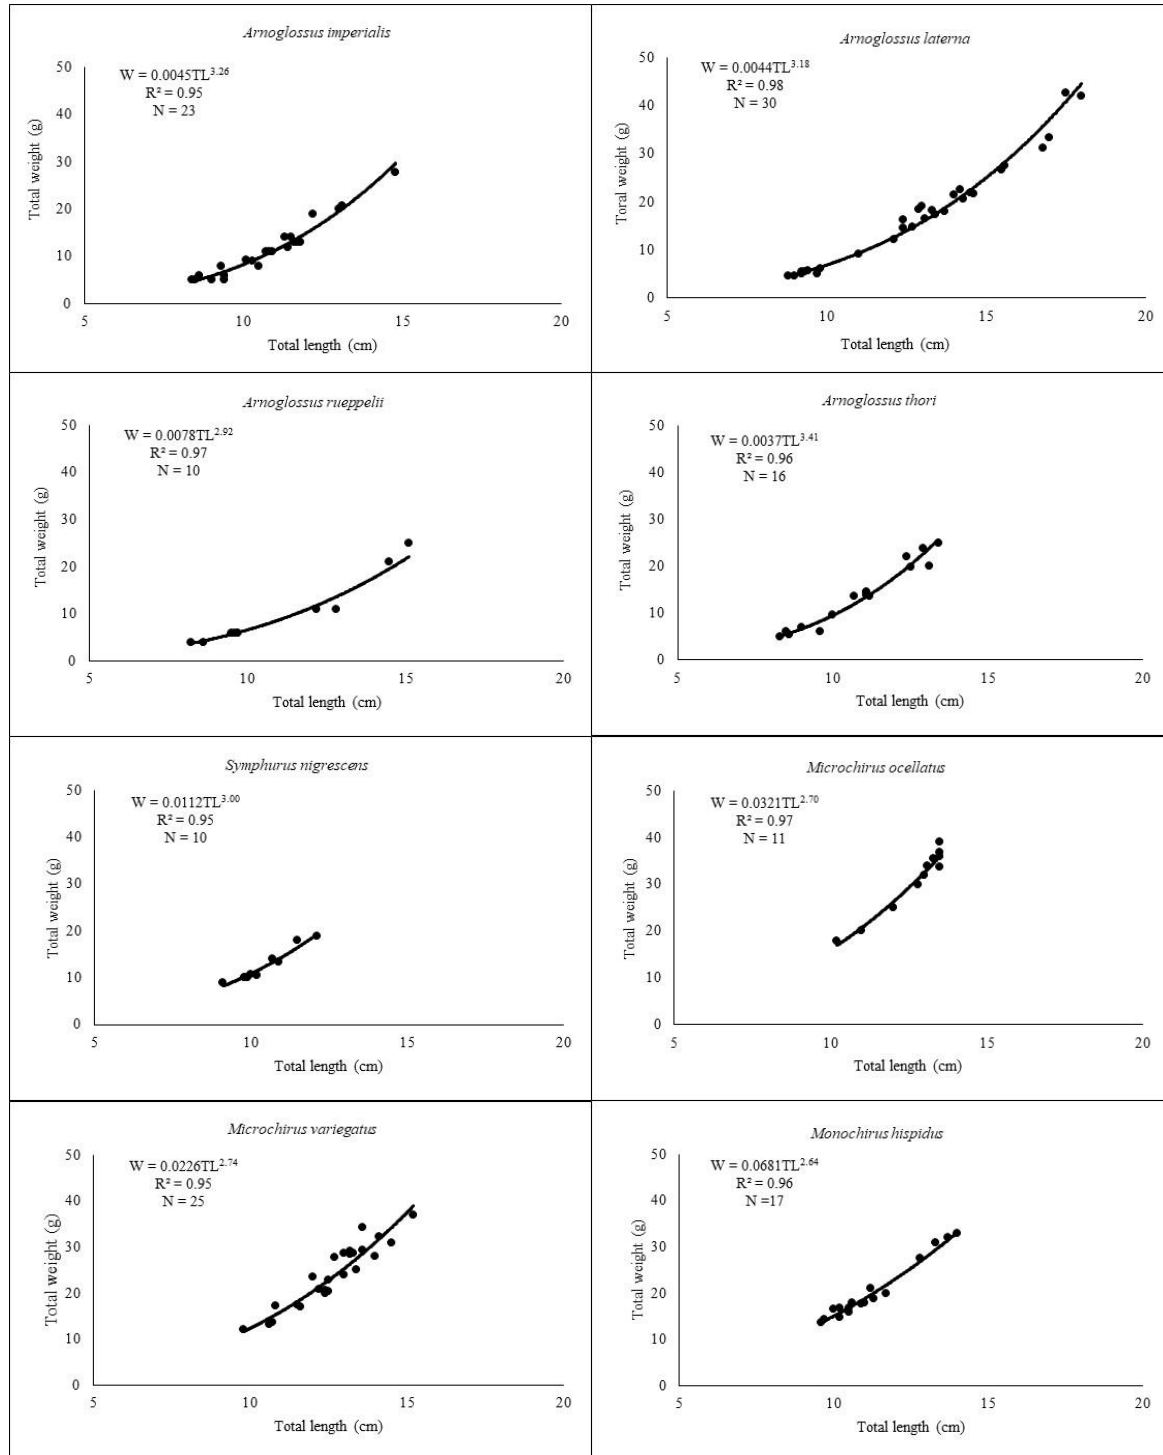 Arnoglossus imperialis
W = 0.0045TL^3.26
R² = 0.95
N = 23
50
40
30
20
10
0
5
10
15
20
Total weight (g)
Total length (cm)
Arnoglossus laterna
W = 0.0044TL^3.18
R² = 0.98
N = 30
50
40
30
20
10
0
5
10
15
20
Toral weight (g)
Total length (cm)
Arnoglossus rueppelii
W = 0.0078TL^2.92
R² = 0.97
N = 10
50
40
30
20
10
0
5
10
15
20
Total weight (g)
Total length (cm)
Arnoglossus thori
W = 0.0037TL^3.41
R² = 0.96
N = 16
50
40
30
20
10
0
5
10
15
20
Total weight (g)
Total length (cm)
Symphurus nigrescens
W = 0.0112TL^3.00
R² = 0.95
N = 10
50
40
30
20
10
0
5
10
15
20
Total weight (g)
Total length (cm)
Microchirus ocellatus
W = 0.0321TL^2.70
R² = 0.97
N = 11
50
40
30
20
10
0
5
10
15
20
Total weight (g)
Total length (cm)
Microchirus variegatus
W = 0.0226TL^2.74
R² = 0.95
N = 25
50
40
30
20
10
0
5
10
15
20
Total weight (g)
Total length (cm)
Monochirus hispidus
W = 0.0681TL^2.64
R² = 0.96
N =17
50
40
30
20
10
0
5
10
15
20
Total weight (g)
Total length (cm)